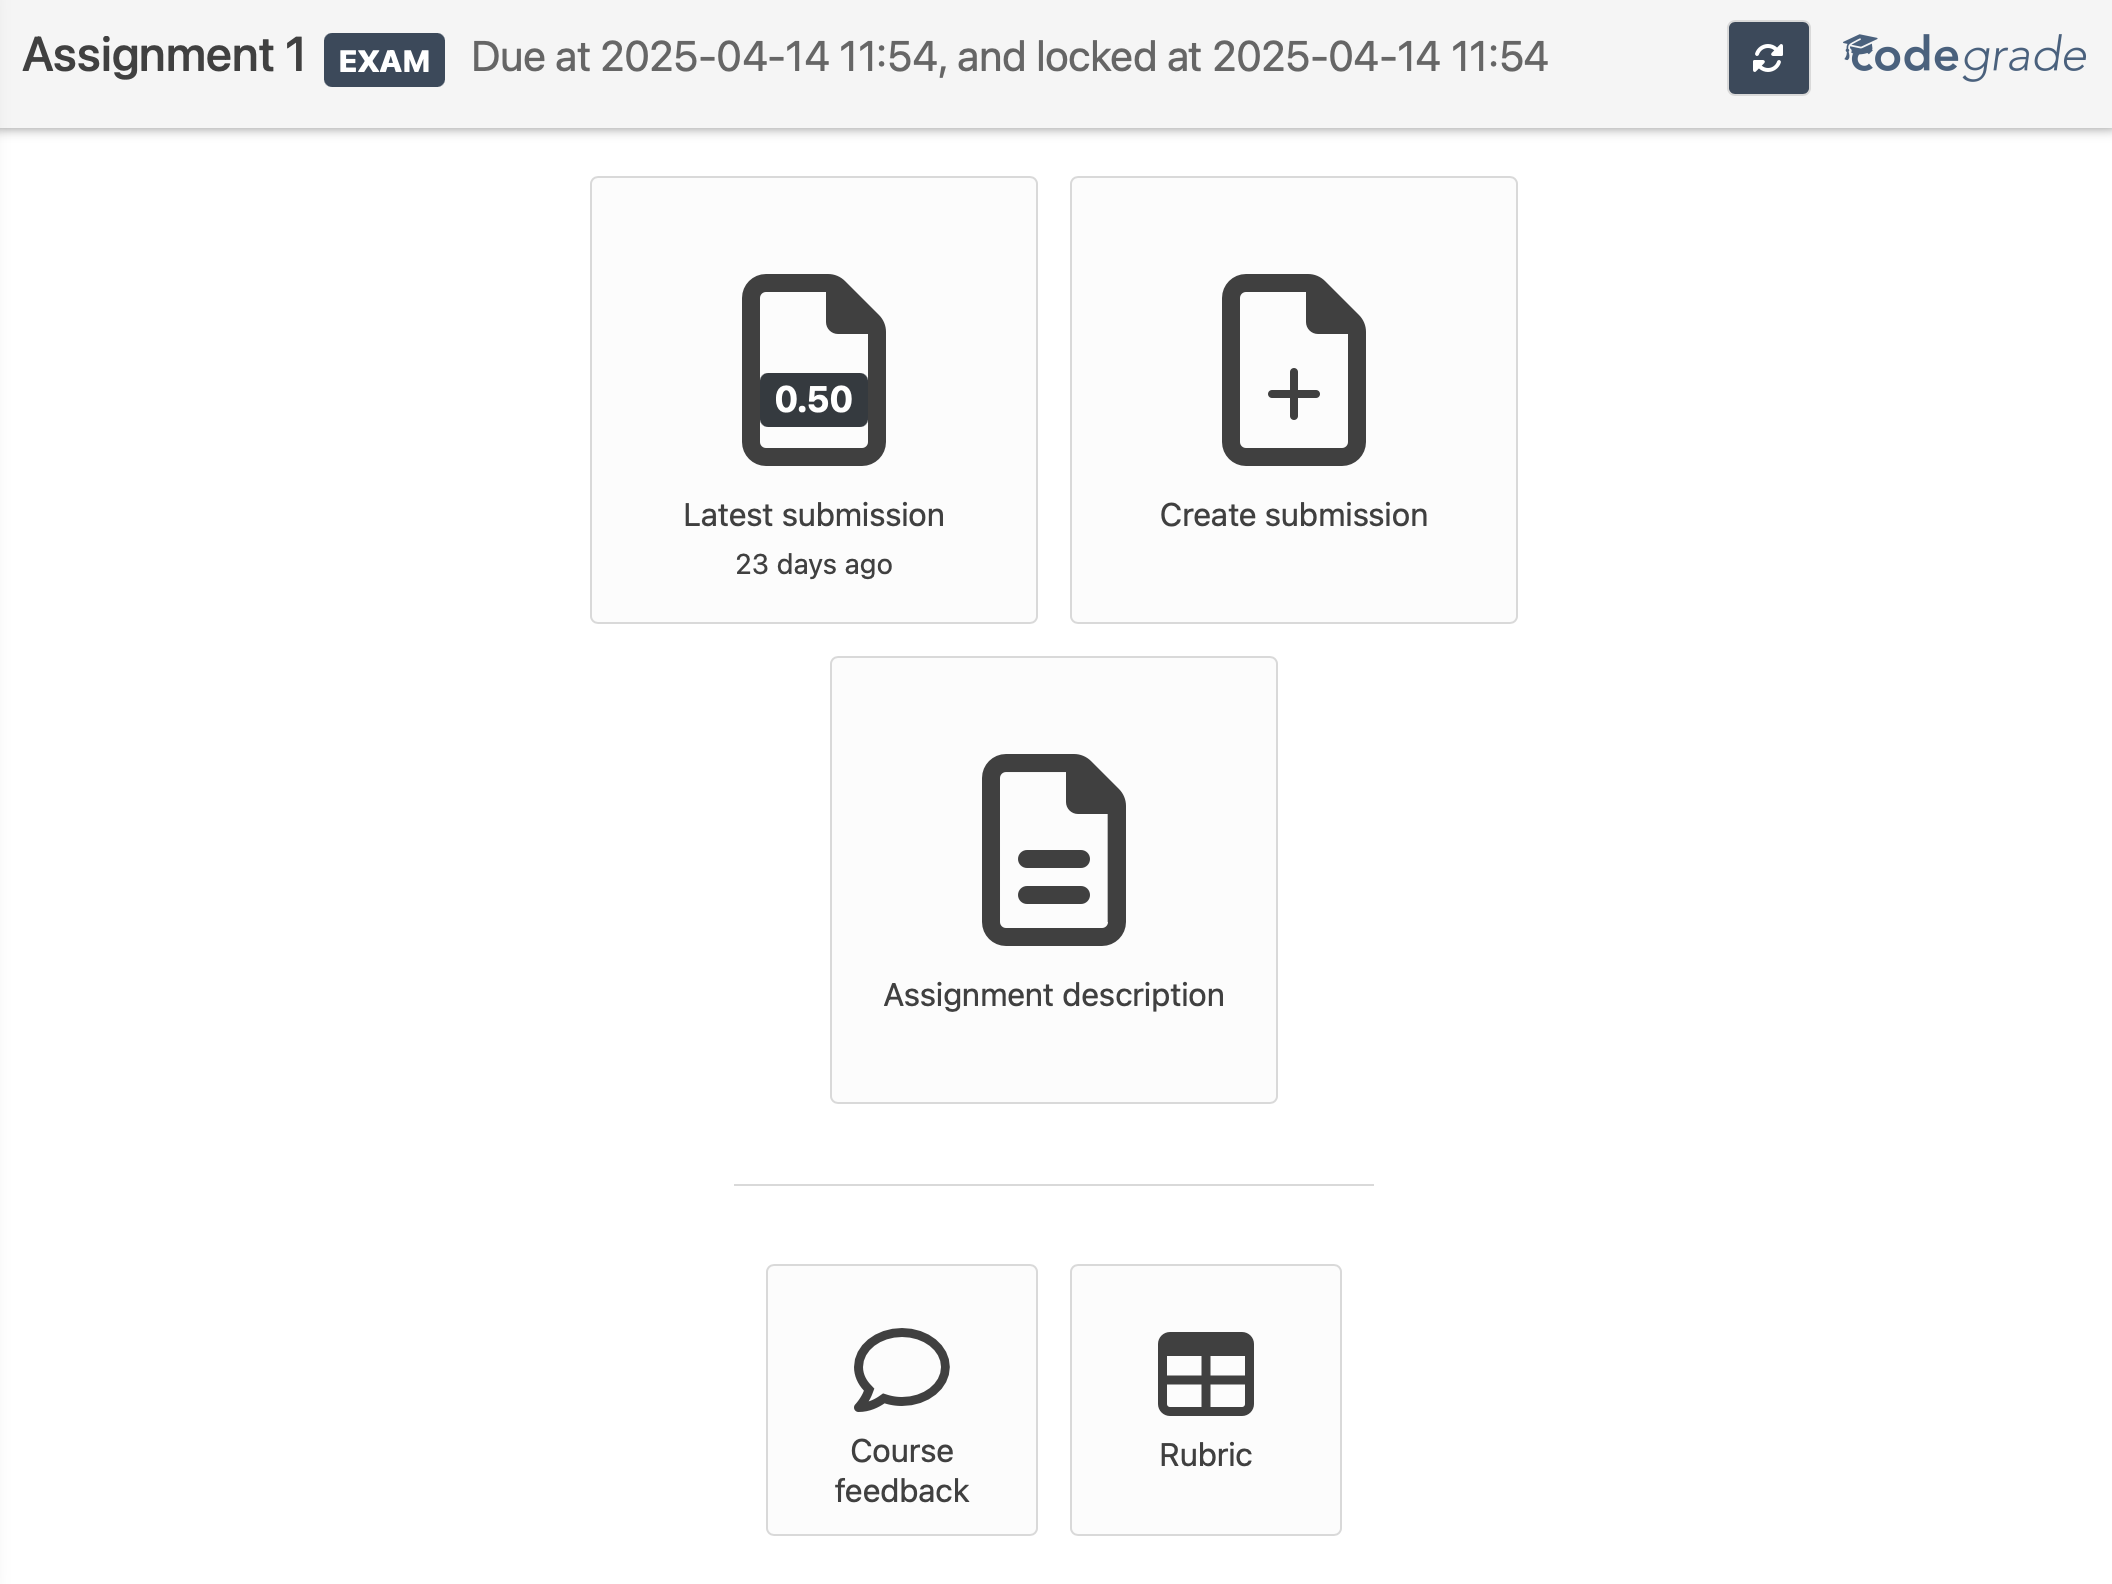 Assignment 1 EXAM Due at 2025-04-14 11:54, and locked at 2025-04-14 11:54
codegrade
0.50
Latest submission
23 days ago
Create submission
Assignment description
Course
feedback
Rubric